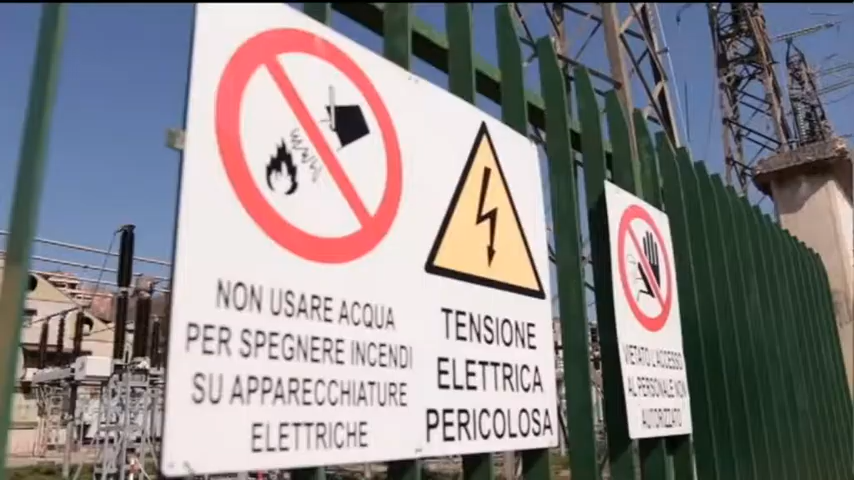 NON USARE ACQUA
PER SPEGNERE INCENDI
SU APPARECCHIATURE
ELETTRICHE
TENSIONE
ELETTRICA
PERICOLOSA
VIETATO L'ACCESSO
AL PERSONALE NON
AUTORIZZATO